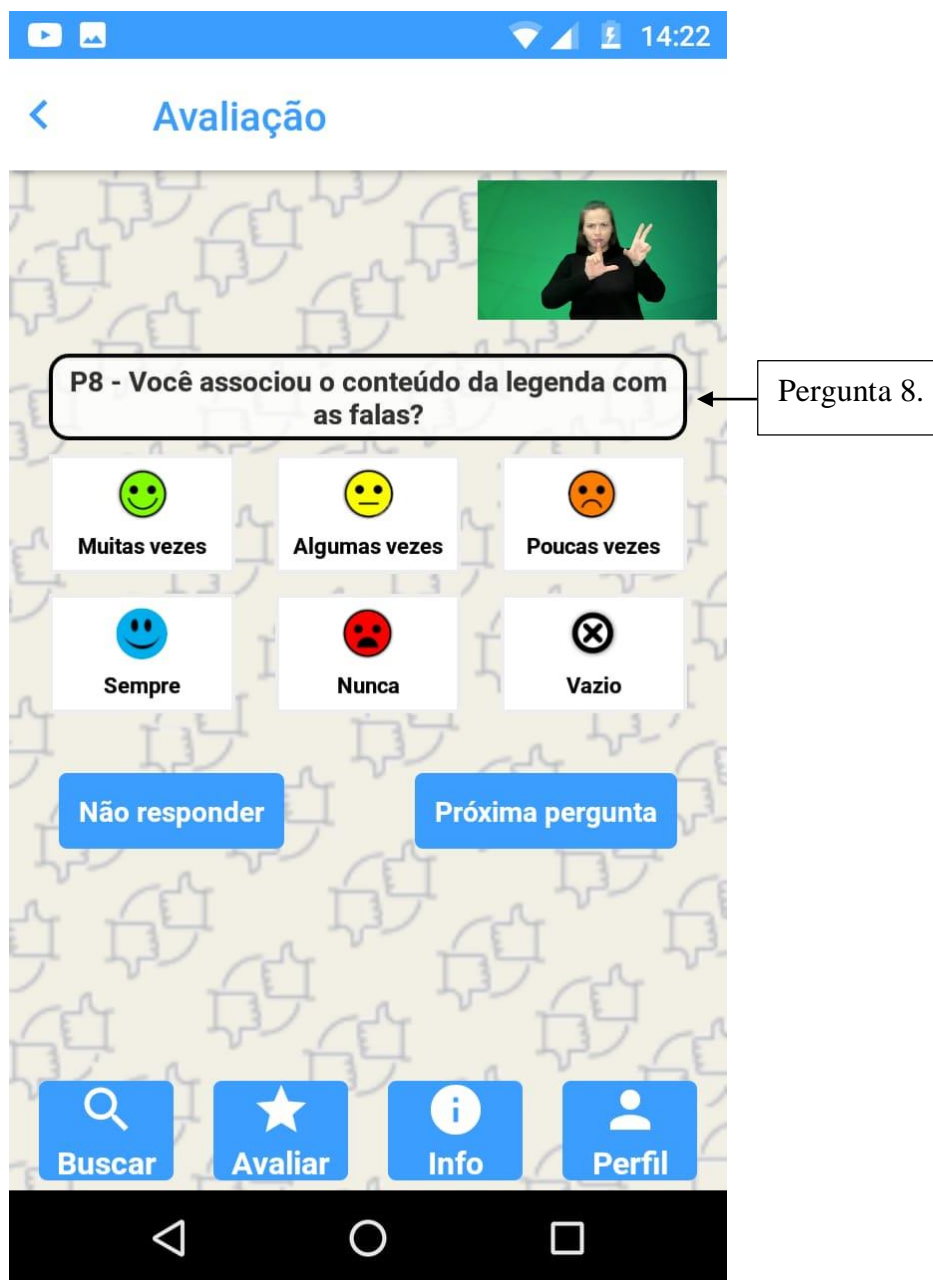 14:22
Avaliação
P8 - Você associou o conteúdo da legenda com
as falas?
Pergunta 8.
Muitas vezes
Algumas vezes
Poucas vezes
Sempre
Nunca
Vazio
Não responder
Próxima pergunta
Buscar
Avaliar
Info
Perfil